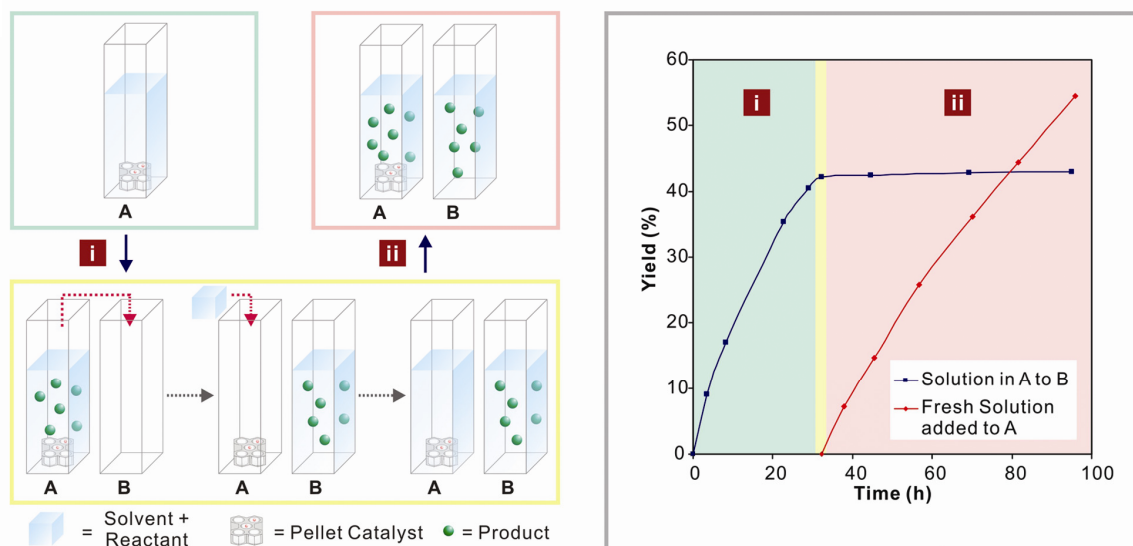 A
i
ii
A
B
A
B
A
B
A
B
= Solvent +
Reactant
= Pellet Catalyst
= Product
60
50
40
30
20
10
0
Yield (%)
i
ii
Solution in A to B
Fresh Solution
added to A
0
20
40
60
80
100
Time (h)